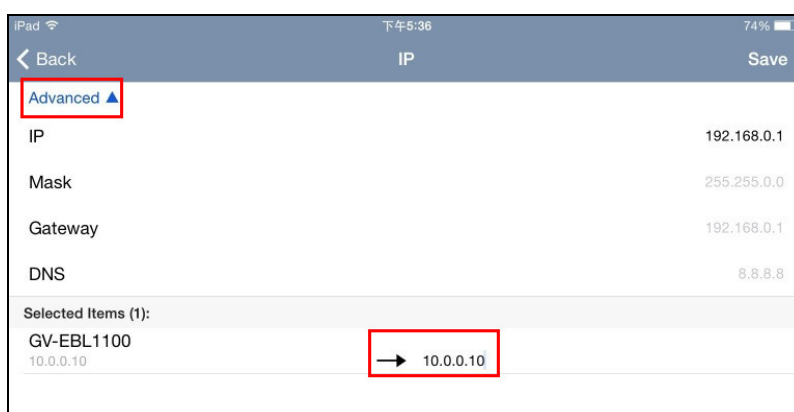 iPad 下午5:36 74%
Back IP Save
Advanced ▲
IP 192.168.0.1
Mask 255.255.0.0
Gateway 192.168.0.1
DNS 8.8.8.8
Selected Items (1):
GV-EBL1100
10.0.0.10 → 10.0.0.10